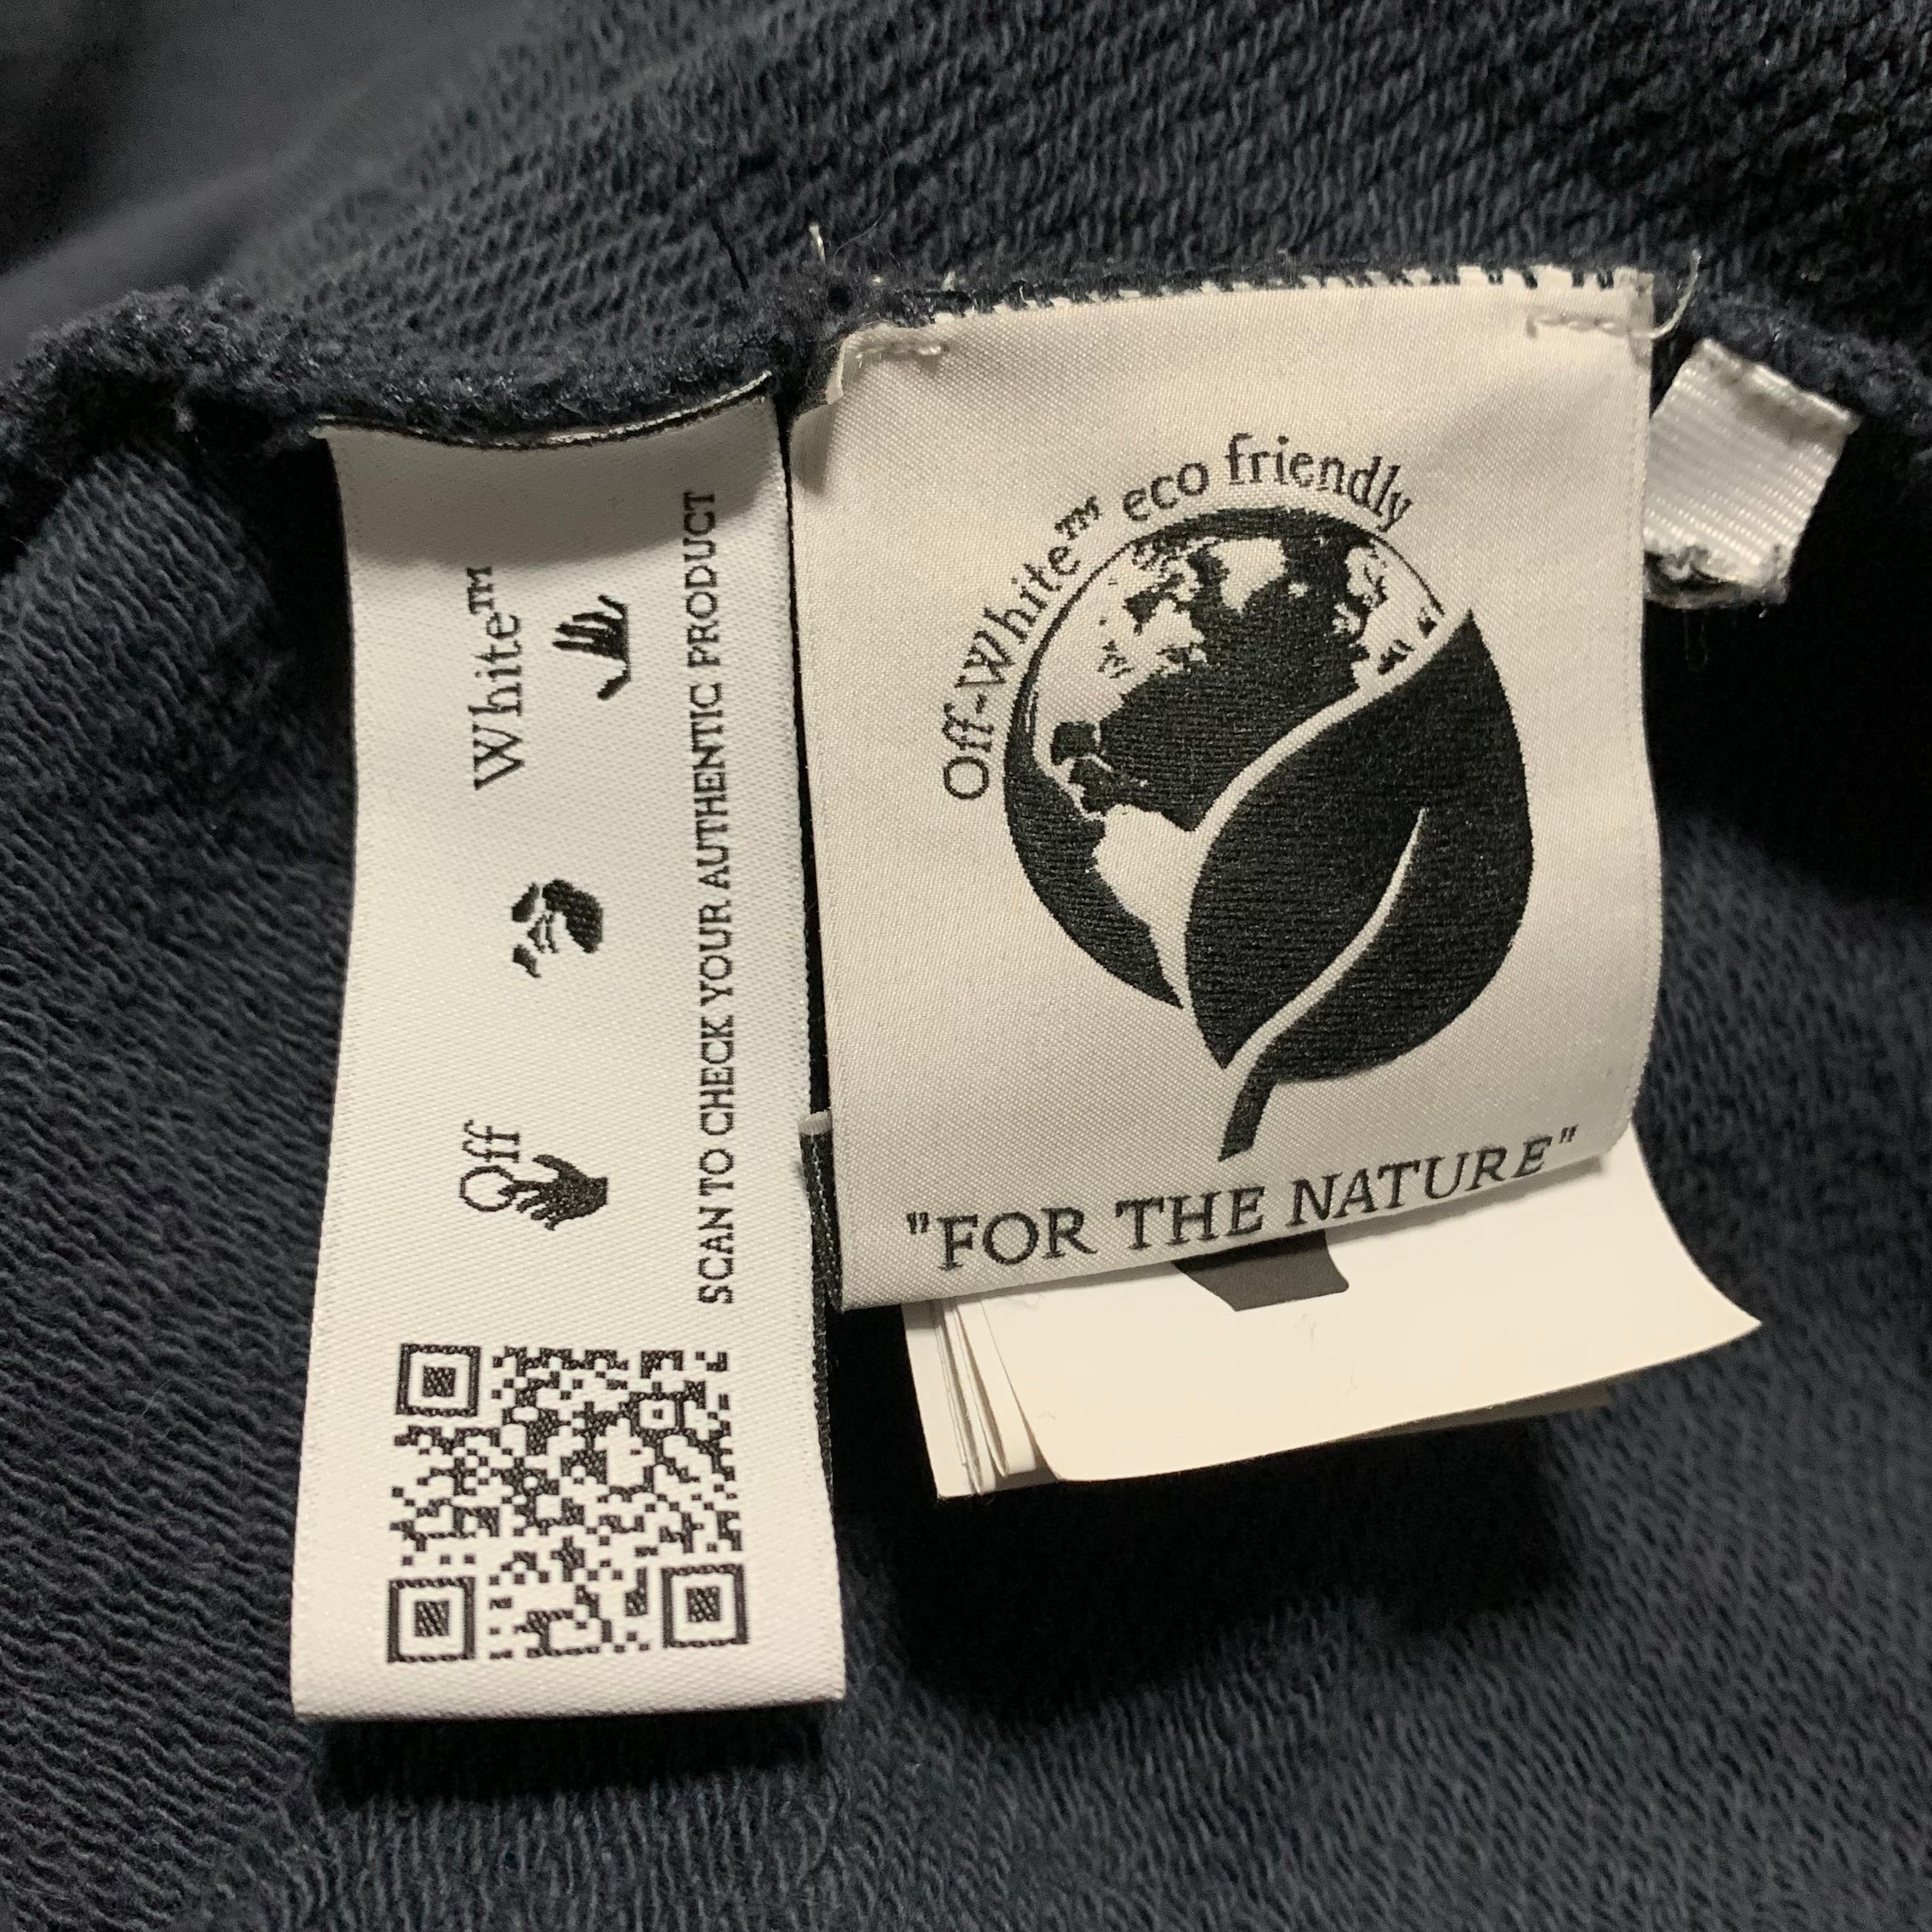 Off White™
SCAN TO CHECK YOUR AUTHENTIC PRODUCT
Off-White™ eco friendly
"FOR THE NATURE"